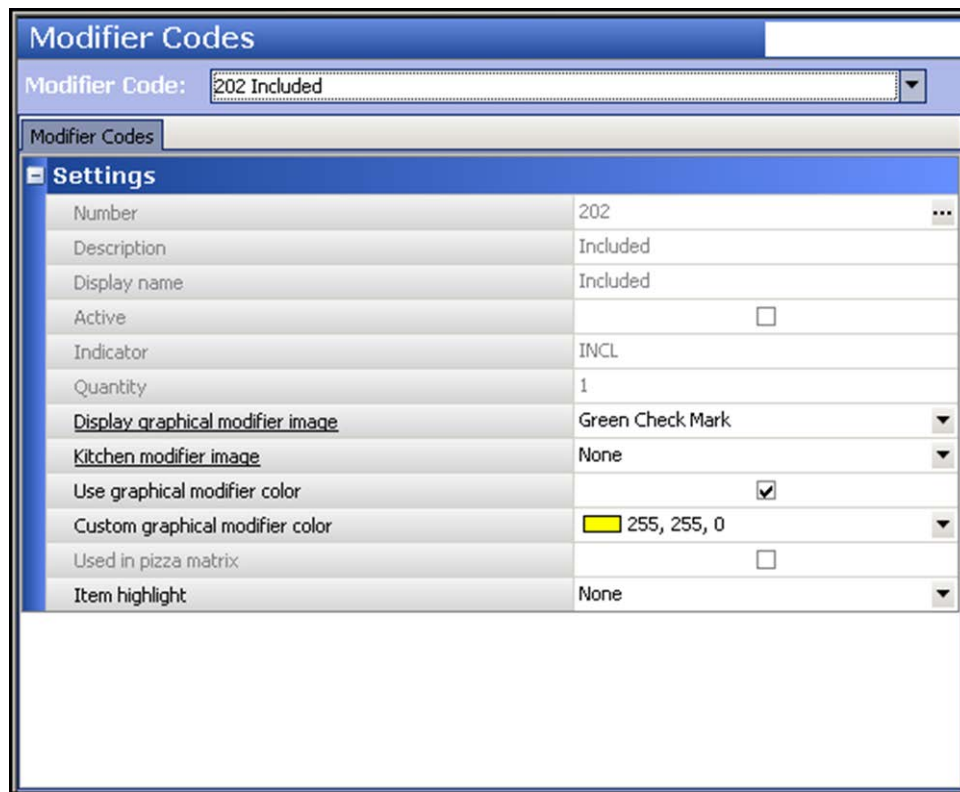 Modifier Codes
Modifier Code: 202 Included
Modifier Codes
Settings
Number 202 ...
Description Included
Display name Included
Active
Indicator INCL
Quantity 1
Display graphical modifier image Green Check Mark
Kitchen modifier image None
Use graphical modifier color
Custom graphical modifier color 255, 255, 0
Used in pizza matrix
Item highlight None